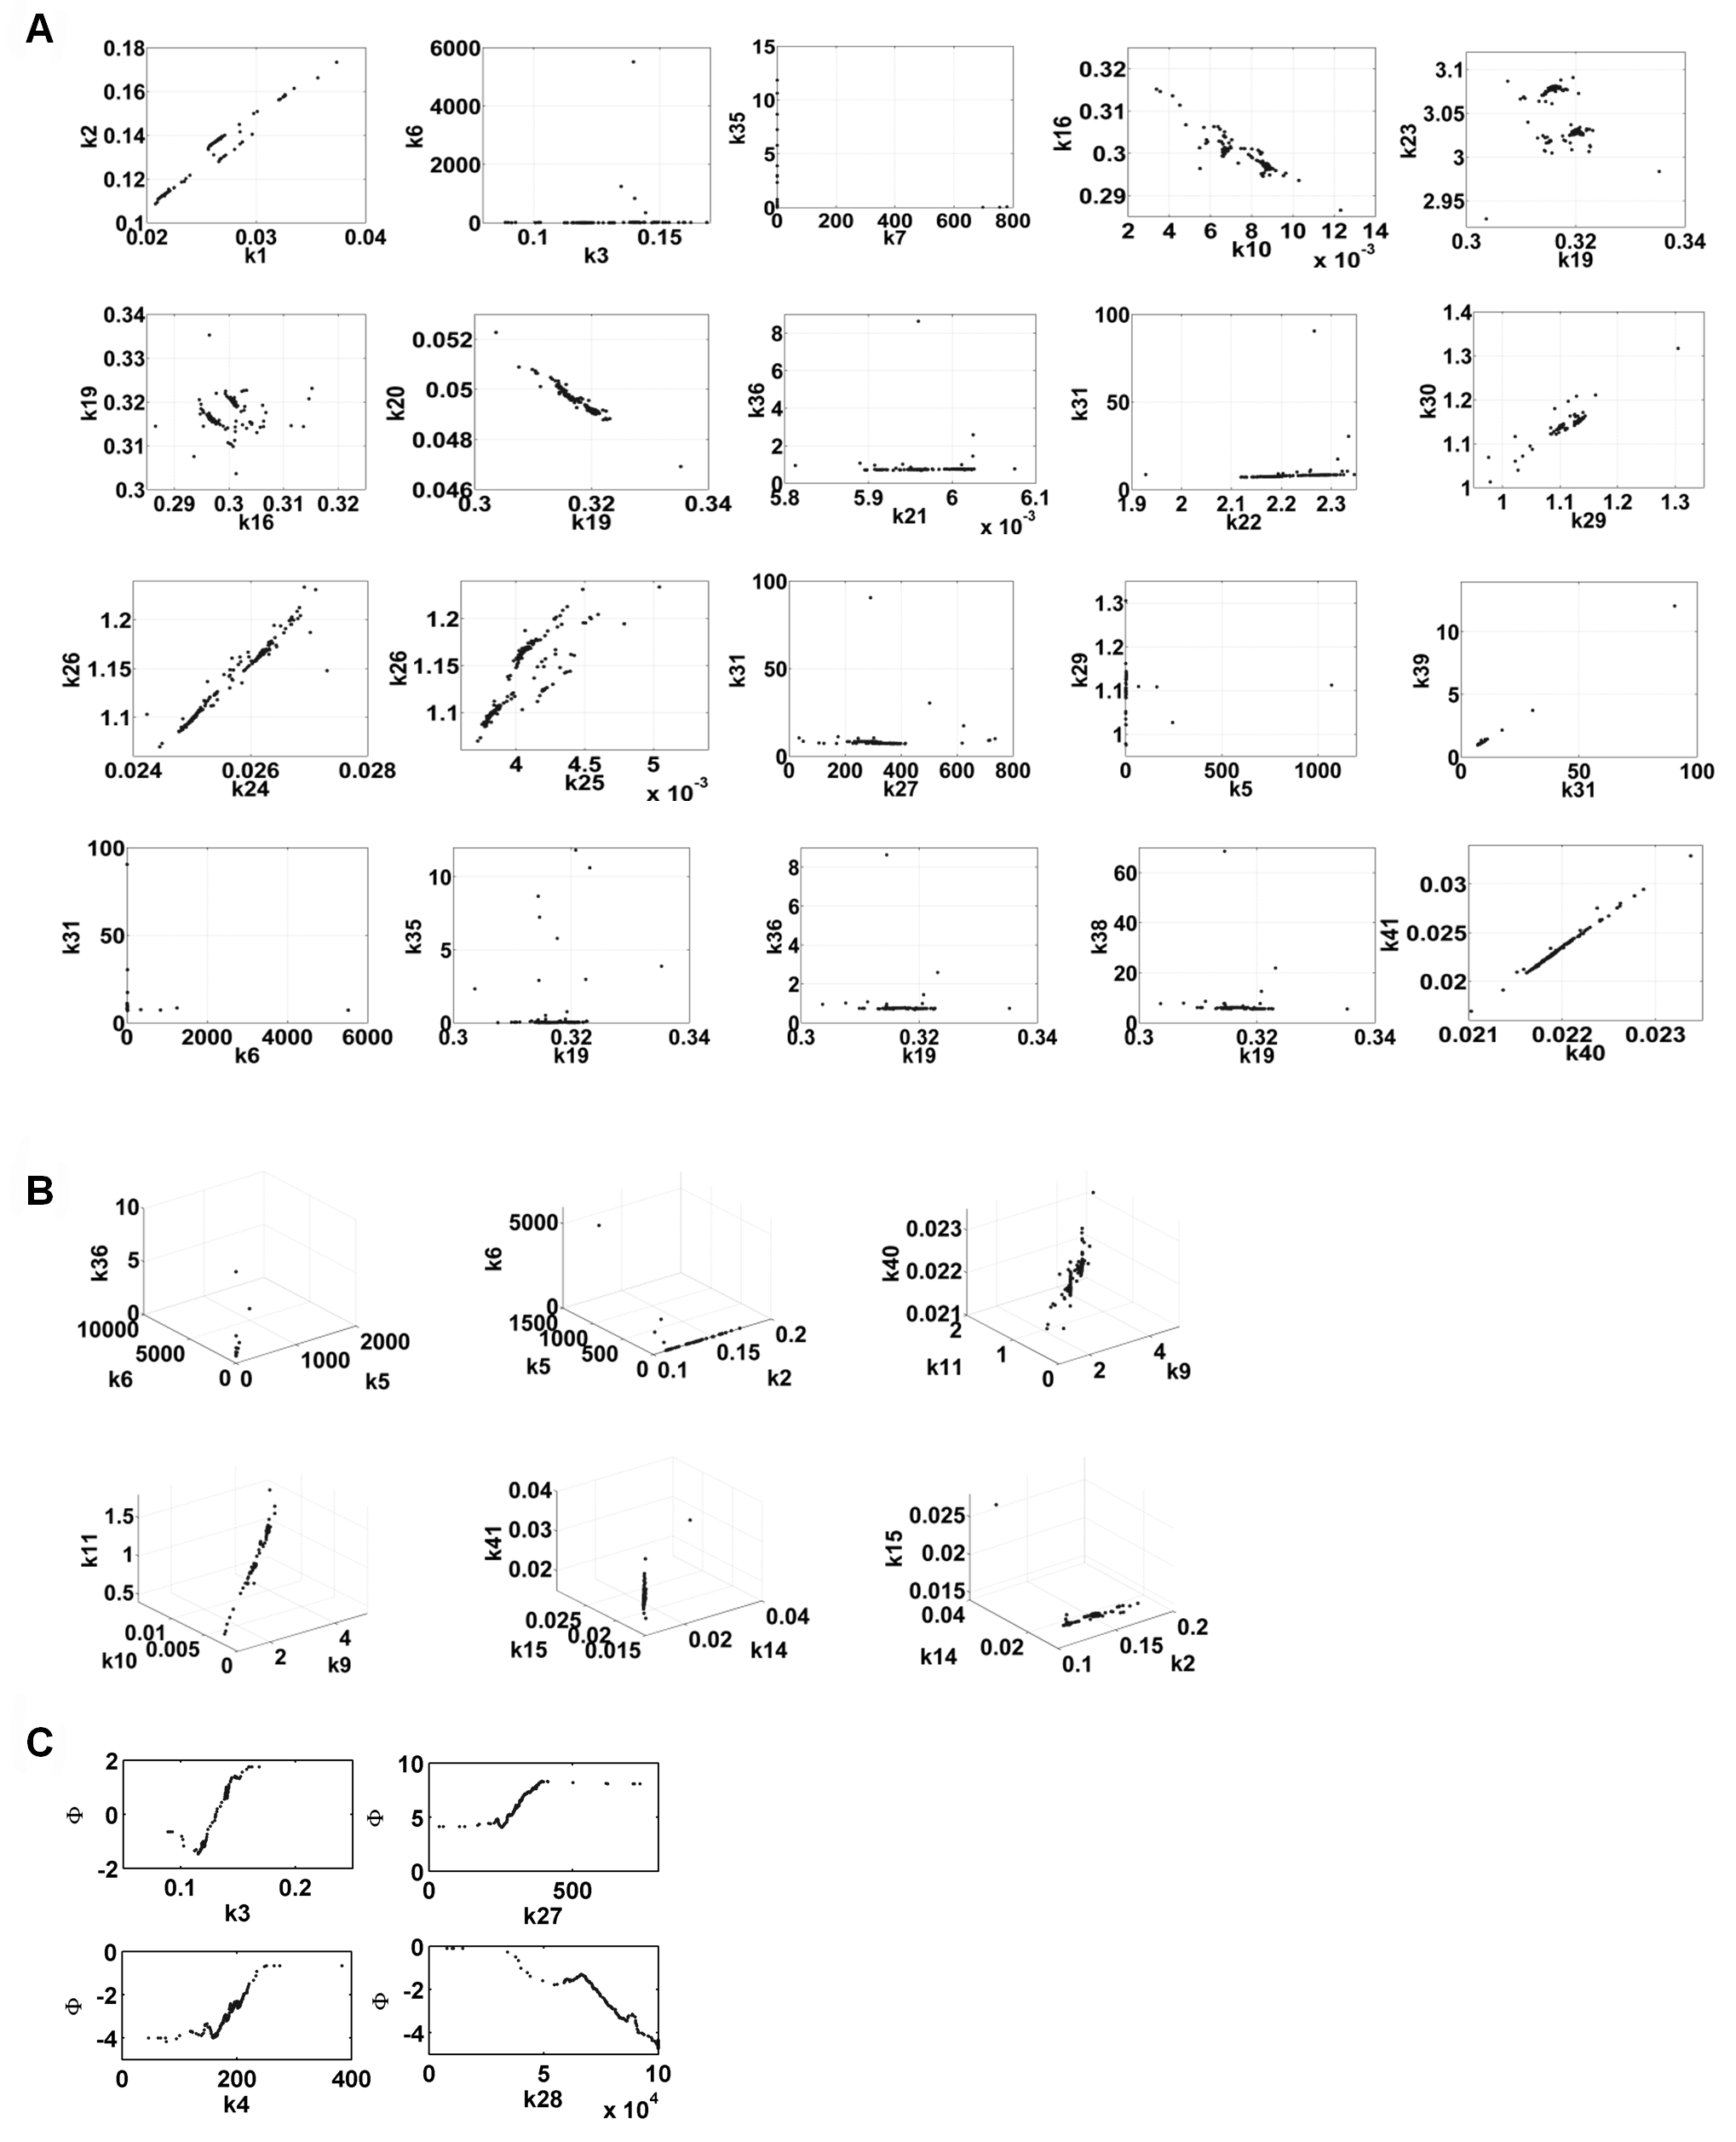 A
0.18 0.16 0.14 0.12 0.1
k2
0.02 0.03 0.04
k1
6000 4000 2000 0
k6
0.1 0.15
k3
15 10 5 0
k35
0 200 400 600 800
k7
0.32 0.31 0.3 0.29
k16
2 4 6 8 10 12 14
k10 x 10⁻³
3.1 3.05 3 2.95
k23
0.3 0.32 0.34
k19
0.34 0.33 0.32 0.31 0.3
k19
0.29 0.3 0.31 0.32
k16
0.052 0.05 0.048 0.046
k20
0.3 0.32 0.34
k19
8 6 4 2 0
k36
5.8 5.9 6 6.1
k21 x 10⁻³
100 50 0
k31
1.9 2 2.1 2.2 2.3
k22
1.4 1.3 1.2 1.1 1
k30
1 1.1 1.2 1.3
k29
1.2 1.15 1.1
k26
0.024 0.026 0.028
k24
1.2 1.15 1.1
k26
4 4.5 5
k25 x 10⁻³
100 50 0
k31
0 200 400 600 800
k27
1.3 1.2 1.1 1
k29
0 500 1000
k5
10 5 0
k39
0 50 100
k31
100 50 0
k31
0 2000 4000 6000
k6
10 5 0
k35
0.3 0.32 0.34
k19
8 6 4 2 0
k36
0.3 0.32 0.34
k19
60 40 20 0
k38
0.3 0.32 0.34
k19
0.03 0.025 0.02
k41
0.021 0.022 0.023
k40
B
10 5 0
k36
10000 5000 0
k6
0 1000 2000
k5
5000 0
k6
1500 1000 500 0
k5
0.1 0.15 0.2
k2
0.023 0.022 0.021
k40
2 1 0
k11
2 4
k9
1.5 1 0.5
k11
0.01 0.005 0
k10
2 4
k9
0.04 0.03 0.02
k41
0.025 0.02 0.015
k15
0.02 0.04
k14
0.025 0.02 0.015
k15
0.04 0.02
k14
0.1 0.15 0.2
k2
C
2 0 -2
Φ
0.1 0.2
k3
10 5 0
Φ
0 500
k27
0 -2 -4
Φ
0 200 400
k4
0 -2 -4
Φ
0 5 10
k28 x 10⁴